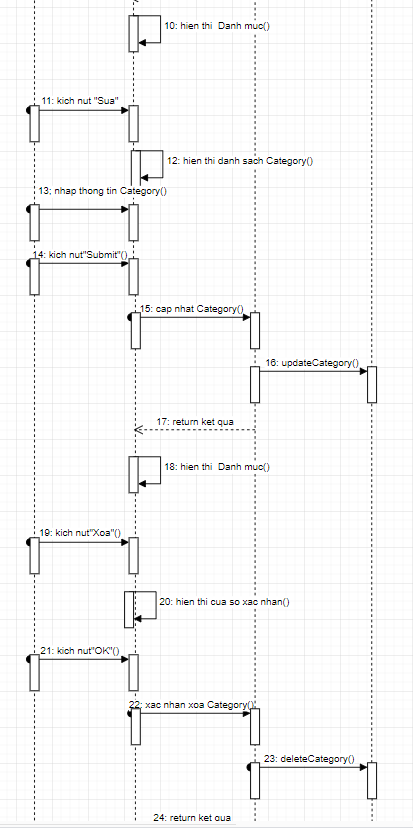 10: hien thi  Danh muc()
11: kich nut "Sua"
12: hien thi danh sach Category()
13: nhap thong tin Category()
14: kich nut"Submit"()
15: cap nhat Category()
16: updateCategory()
17: return ket qua
18: hien thi  Danh muc()
19: kich nut"Xoa"()
20: hien thi cua so xac nhan()
21: kich nut"OK"()
22: xac nhan xoa Category()
23: deleteCategory()
24: return ket qua